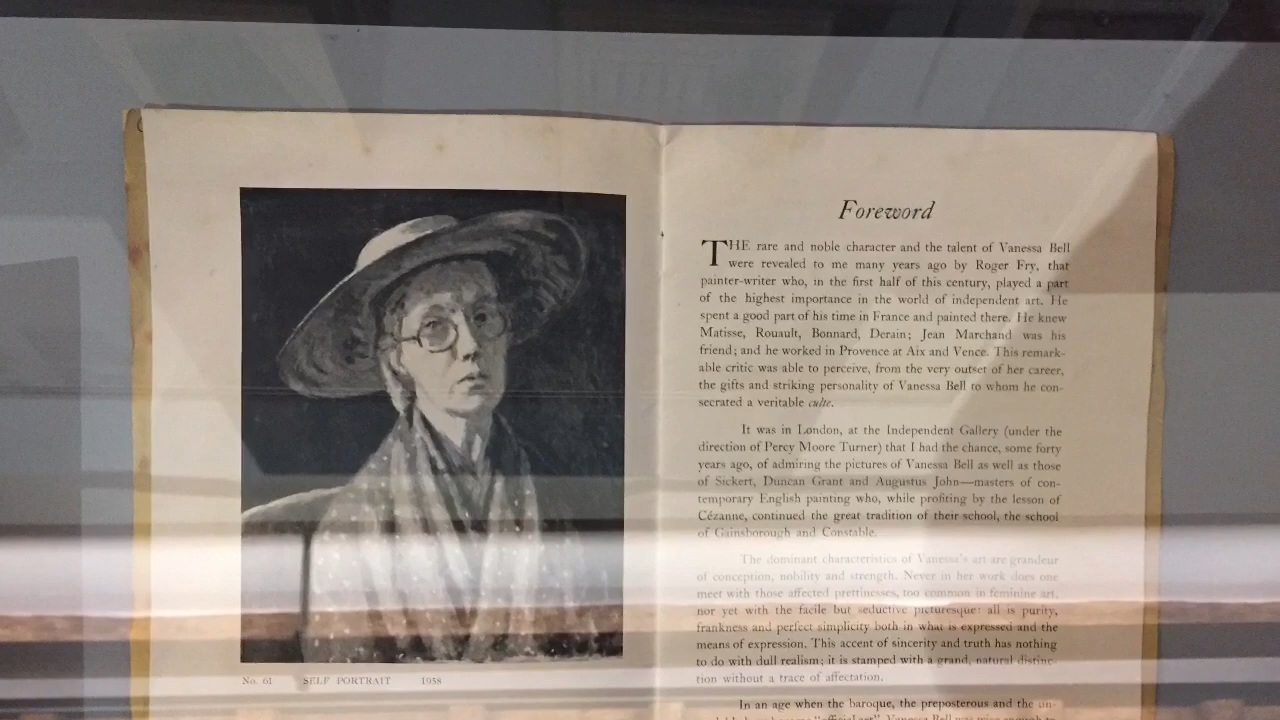 No. 61 SELF PORTRAIT 1958
Foreword
THE rare and noble character and the talent of Vanessa Bell
were revealed to me many years ago by Roger Fry, that
painter-writer who, in the first half of this century, played a part
of the highest importance in the world of independent art. He
spent a good part of his time in France and painted there. He knew
Matisse, Rouault, Bonnard, Derain; Jean Marchand was his
friend; and he worked in Provence at Aix and Vence. This remark-
able critic was able to perceive, from the very outset of her career,
the gifts and striking personality of Vanessa Bell to whom he con-
secrated a veritable culte.
It was in London, at the Independent Gallery (under the
direction of Percy Moore Turner) that I had the chance, some forty
years ago, of admiring the pictures of Vanessa Bell as well as those
of Sickert, Duncan Grant and Augustus John—masters of con-
temporary English painting who, while profiting by the lesson of
Cézanne, continued the great tradition of their school, the school
of Gainsborough and Constable.
The dominant characteristics of Vanessa's art are grandeur
of conception, nobility and strength. Never in her work does one
meet with those affected prettinesses, too common in feminine art,
nor yet with the facile but seductive picturesque: all is purity,
frankness and perfect simplicity both in what is expressed and the
means of expression. This accent of sincerity and truth has nothing
to do with dull realism; it is stamped with a grand, natural distinc-
tion without a trace of affectation.
In an age when the baroque, the preposterous and the un-